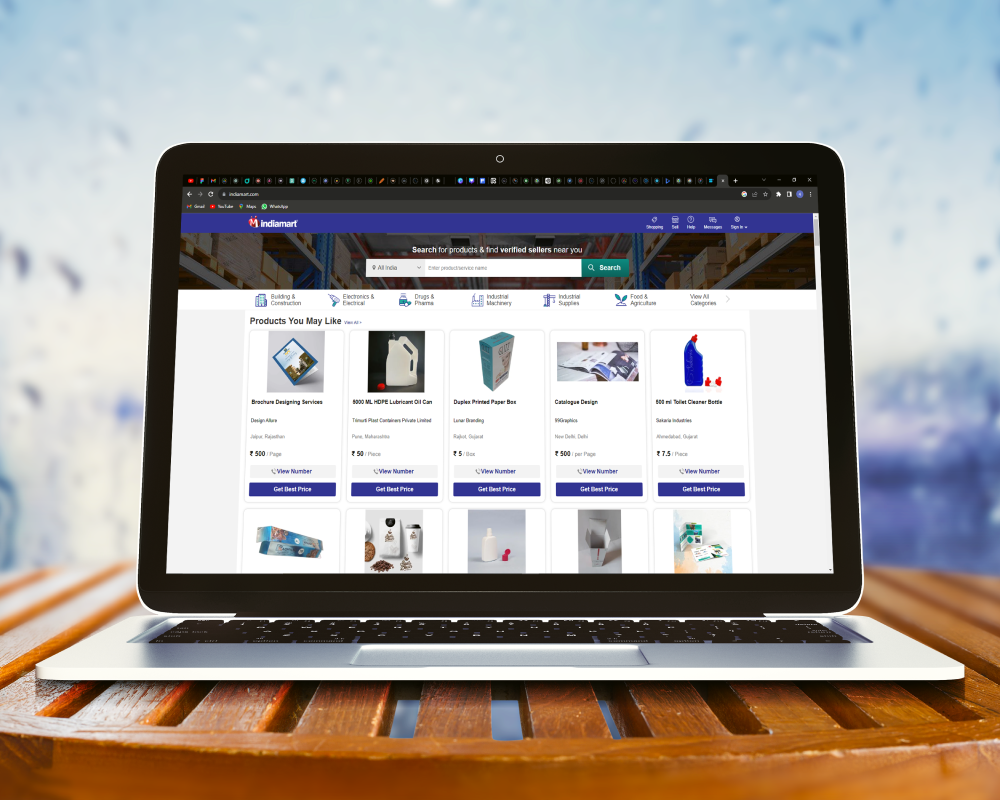 indiamart.com
Gmail YouTube Maps WhatsApp
indiamart
Shopping Sell Help Messages Sign In
Search for products & find verified sellers near you
All India Enter product/service name Search
Building & Construction
Electronics & Electrical
Drugs & Pharma
Industrial Machinery
Industrial Supplies
Food & Agriculture
View All Categories
Products You May Like View All
Brochure Designing Services
Design Allure
Jaipur, Rajasthan
₹ 500 / Page
View Number
Get Best Price
5000 ML HDPE Lubricant Oil Can
Trimurti Plast Containers Private Limited
Pune, Maharashtra
₹ 50 / Piece
View Number
Get Best Price
Duplex Printed Paper Box
Lunar Branding
Rajkot, Gujarat
₹ 5 / Box
View Number
Get Best Price
Catalogue Design
99Graphics
New Delhi, Delhi
₹ 500 / per Page
View Number
Get Best Price
500 ml Toilet Cleaner Bottle
Sakaria Industries
Ahmedabad, Gujarat
₹ 7.5 / Piece
View Number
Get Best Price